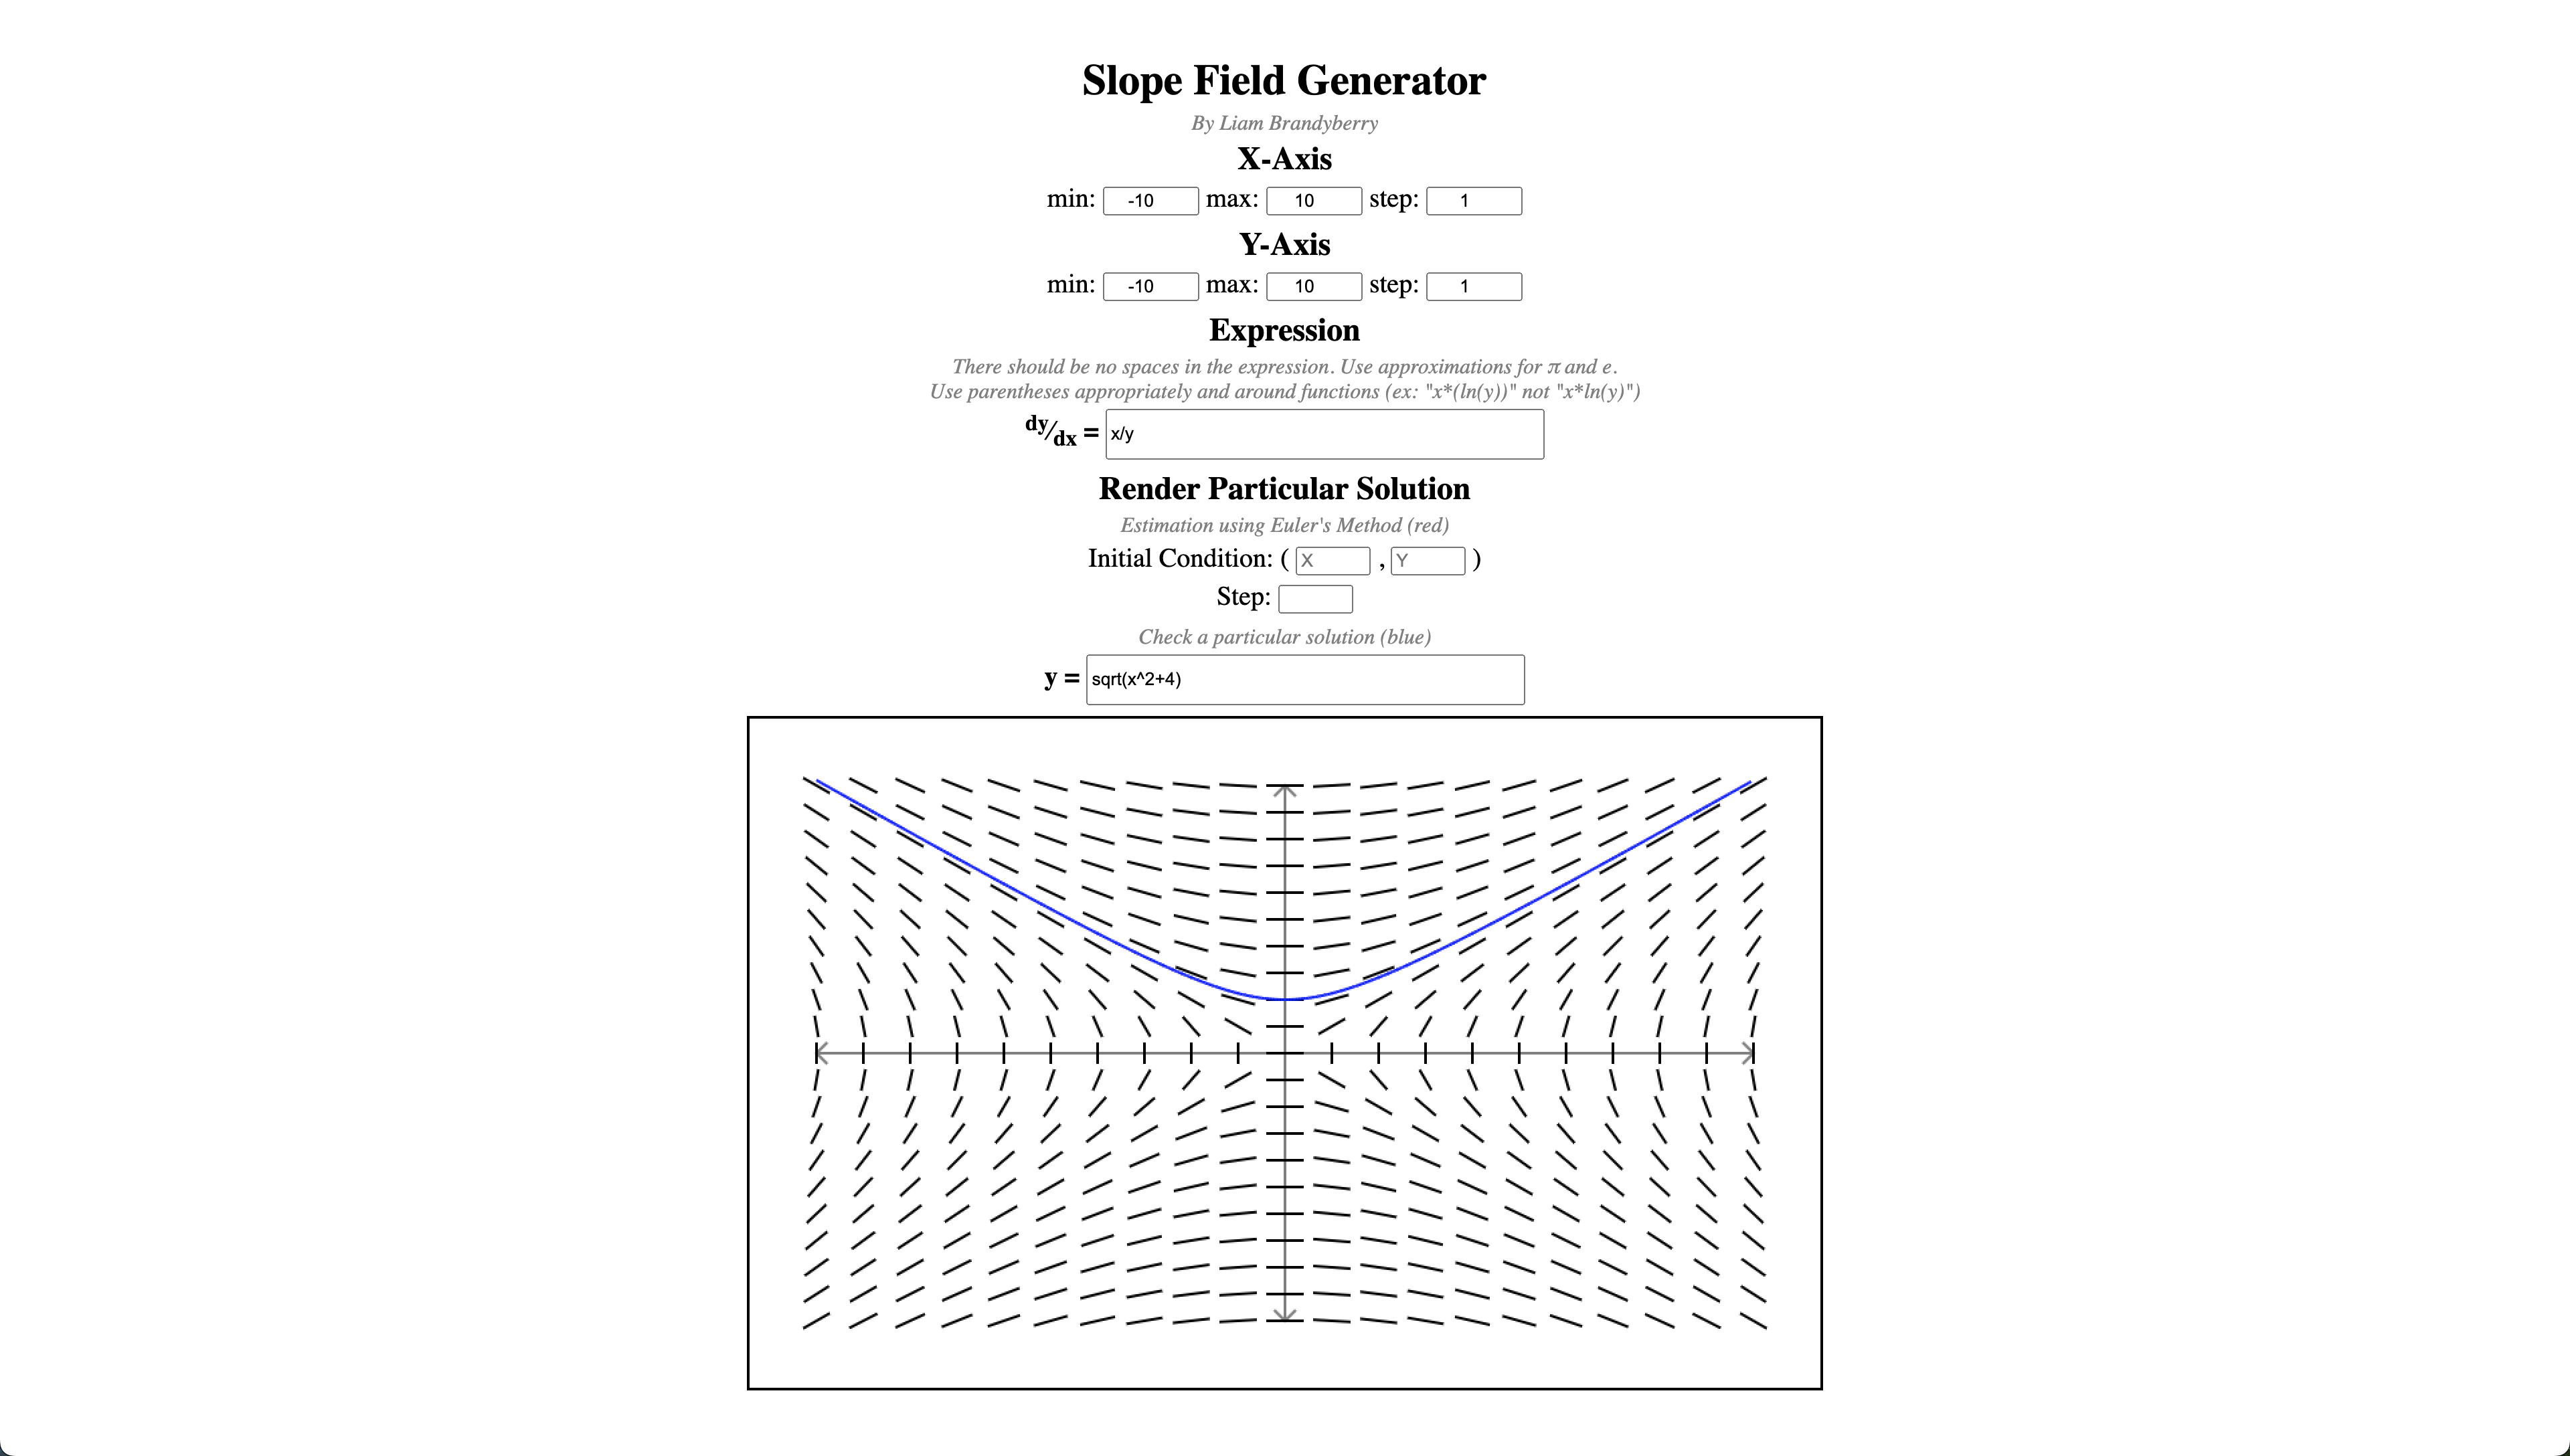 Slope Field Generator
By Liam Brandyberry
X-Axis
min: -10 max: 10 step: 1
Y-Axis
min: -10 max: 10 step: 1
Expression
There should be no spaces in the expression. Use approximations for π and e.
Use parentheses appropriately and around functions (ex: "x*(ln(y))" not "x*ln(y)")
dy/dx = x/y
Render Particular Solution
Estimation using Euler's Method (red)
Initial Condition: ( X , Y )
Step:
Check a particular solution (blue)
y = sqrt(x^2+4)